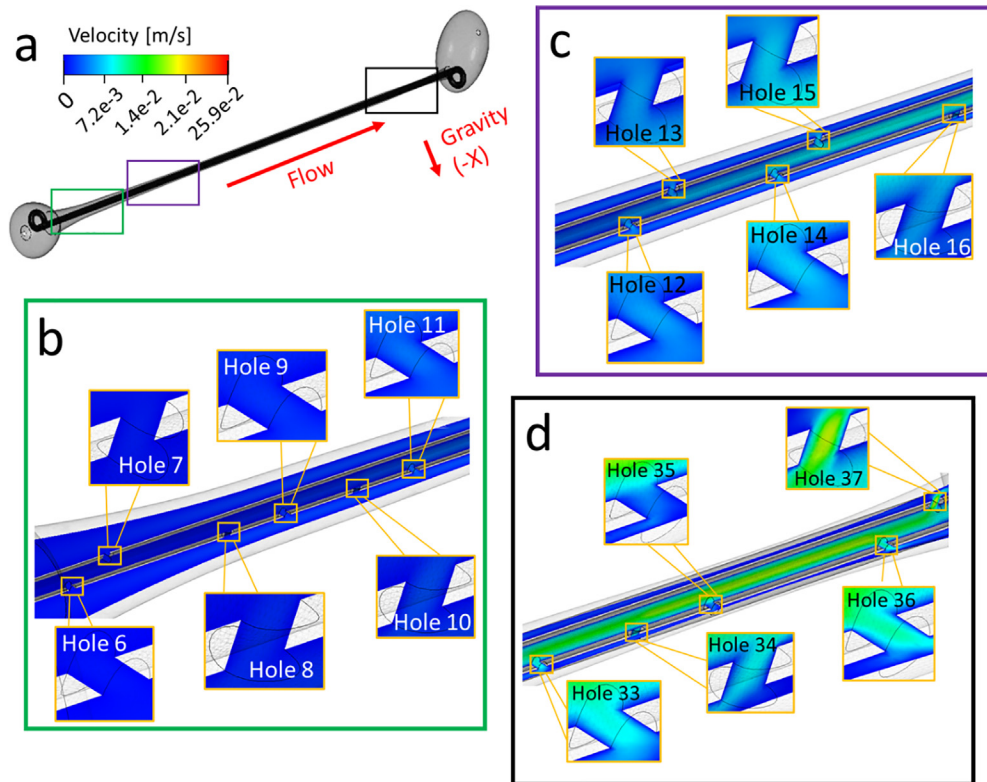 a
Velocity [m/s]
0
7.2e-3
1.4e-2
2.1e-2
25.9e-2
Flow
Gravity
(-X)
b
Hole 6
Hole 7
Hole 8
Hole 9
Hole 10
Hole 11
c
Hole 12
Hole 13
Hole 14
Hole 15
Hole 16
d
Hole 33
Hole 34
Hole 35
Hole 36
Hole 37